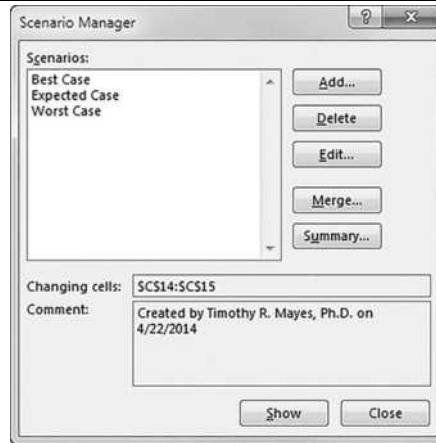 Scenario Manager
?
Scenarios:
Best Case
Expected Case
Worst Case
Add...
Delete
Edit...
Merge...
Summary...
Changing cells: $C$14:$C$15
Comment: Created by Timothy R. Mayes, Ph.D. on
4/22/2014
Show Close